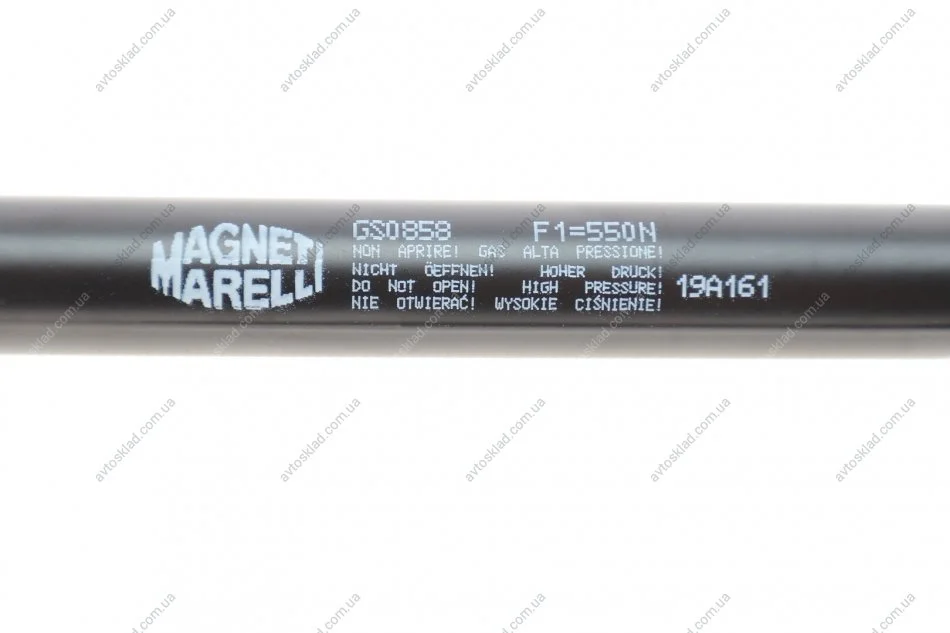 MAGNETI
MARELLI
GS0858 F1=550N
NON APRIRE! GAS ALTA PRESSIONE!
NICHT ÖEFFNEN! HOHER DRUCK!
DO NOT OPEN! HIGH PRESSURE!
NIE OTWIERAĆ! WYSOKIE CIŚNIENIE!
19A161
avtosklad.com.ua